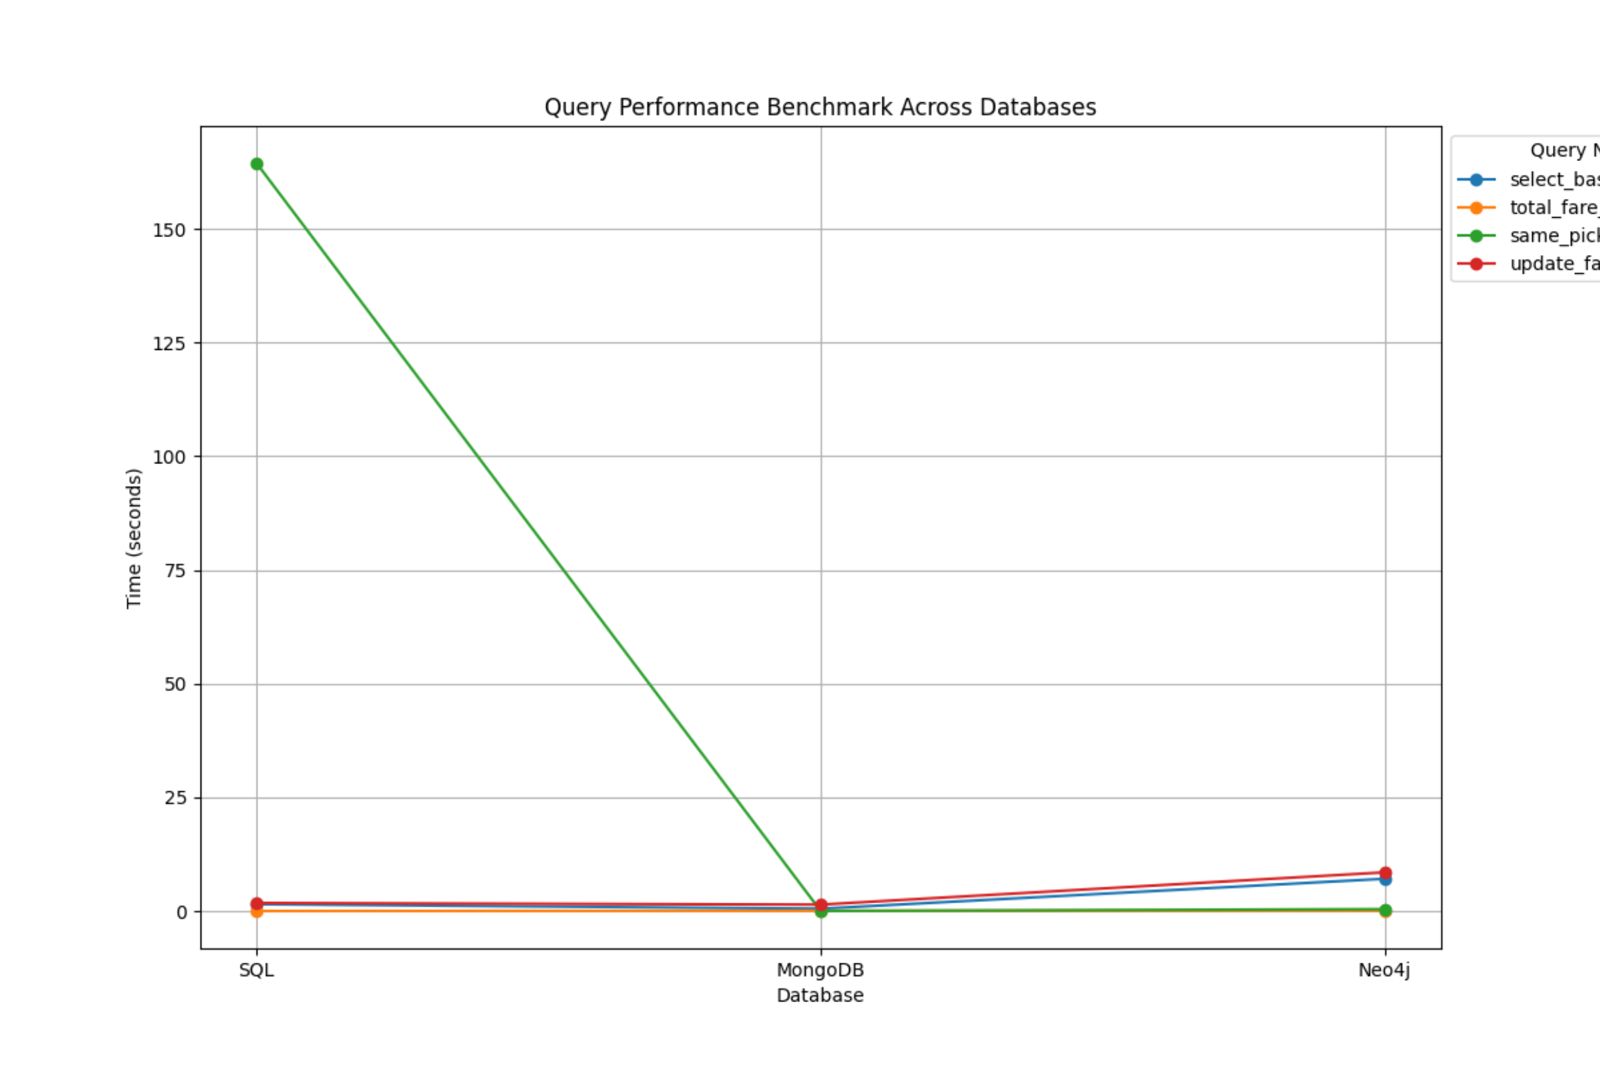 Query Performance Benchmark Across Databases
Query N
select_bas
total_fare_
same_pick
update_fa
150
125
100
75
50
25
0
Time (seconds)
SQL
MongoDB
Neo4j
Database